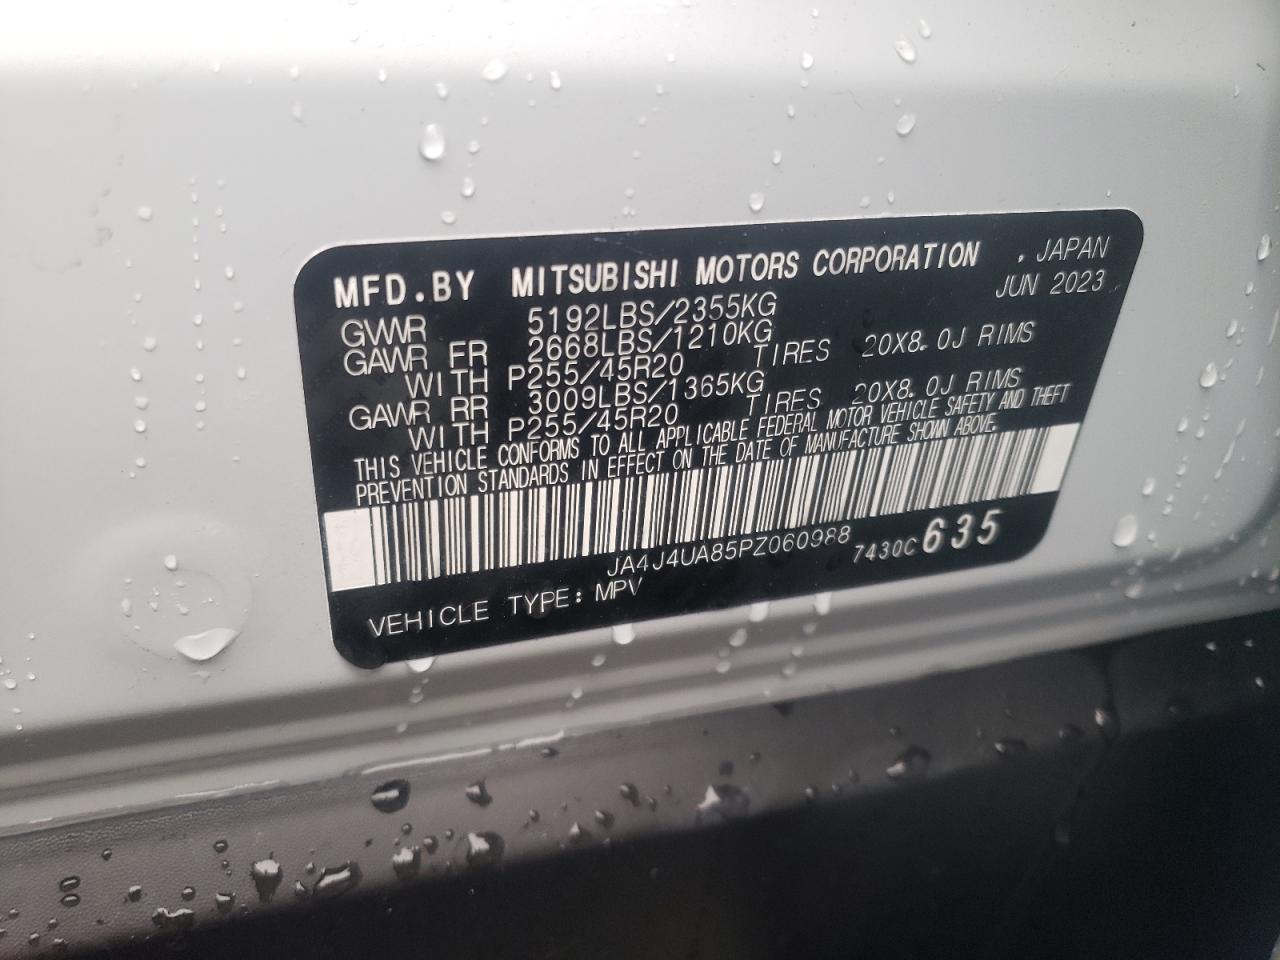 MFD.BY MITSUBISHI MOTORS CORPORATION . JAPAN
JUN 2023
GVWR 5192LBS/2355KG
GAWR FR 2668LBS/1210KG
WITH P255/45R20 TIRES 20X8.0J RIMS
GAWR RR 3009LBS/1365KG
WITH P255/45R20 TIRES 20X8.0J RIMS
THIS VEHICLE CONFORMS TO ALL APPLICABLE FEDERAL MOTOR VEHICLE SAFETY AND THEFT
PREVENTION STANDARDS IN EFFECT ON THE DATE OF MANUFACTURE SHOWN ABOVE.
JA4J4UA85PZ060988 7430C635
VEHICLE TYPE: MPV